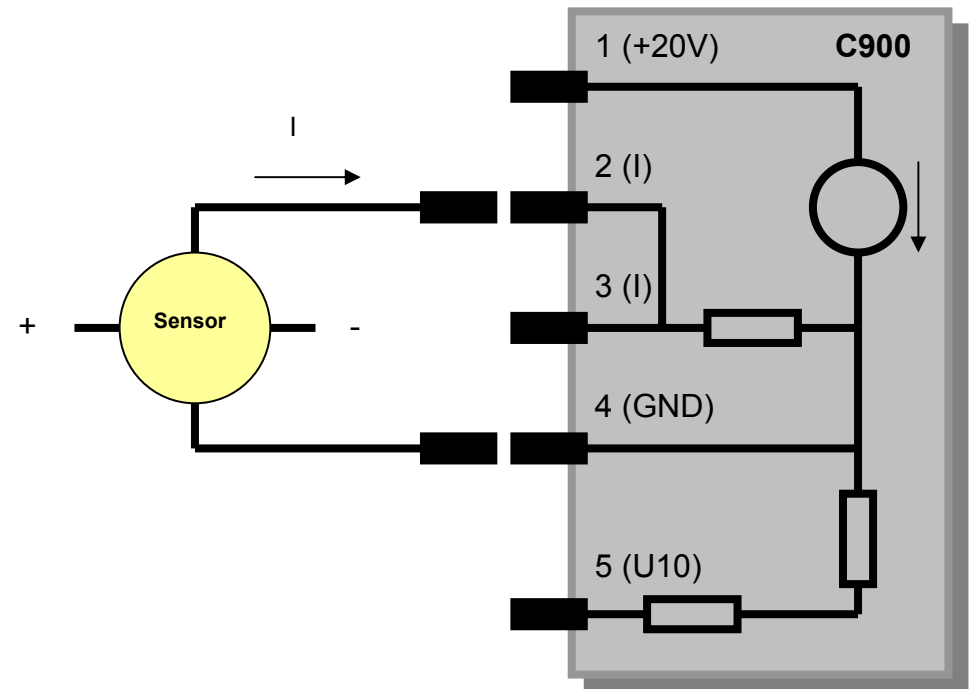 1 (+20V) C900
I
2 (I)
3 (I)
+ Sensor -
4 (GND)
5 (U10)